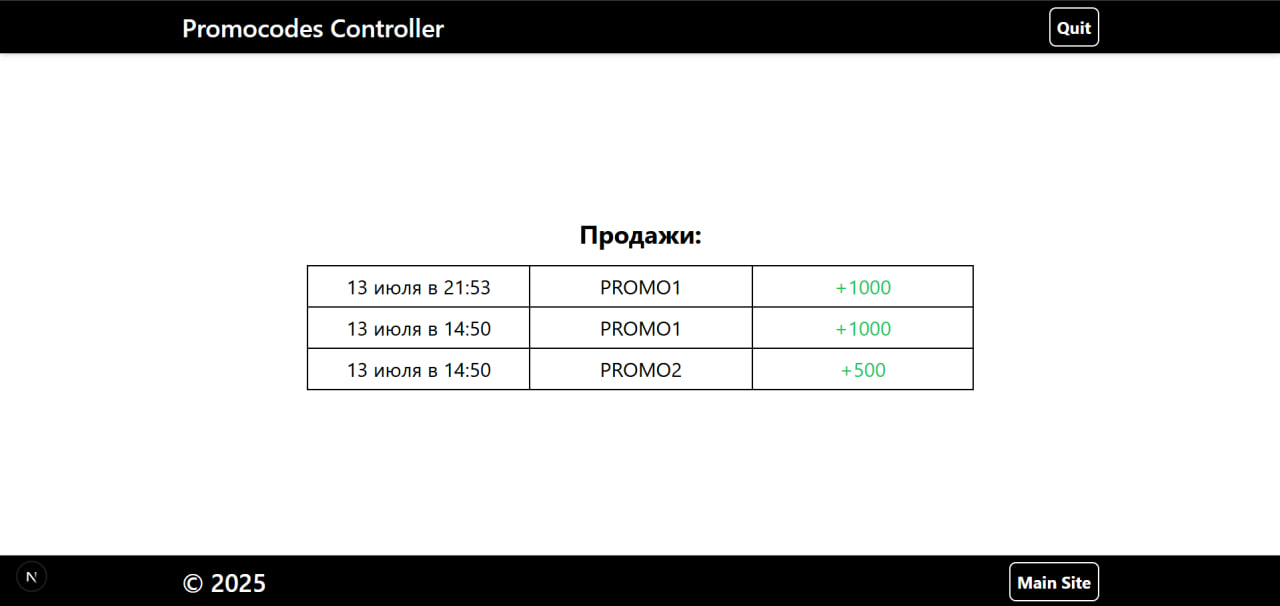 Promocodes Controller Quit
Продажи:
13 июля в 21:53 PROMO1 +1000
13 июля в 14:50 PROMO1 +1000
13 июля в 14:50 PROMO2 +500
N © 2025 Main Site